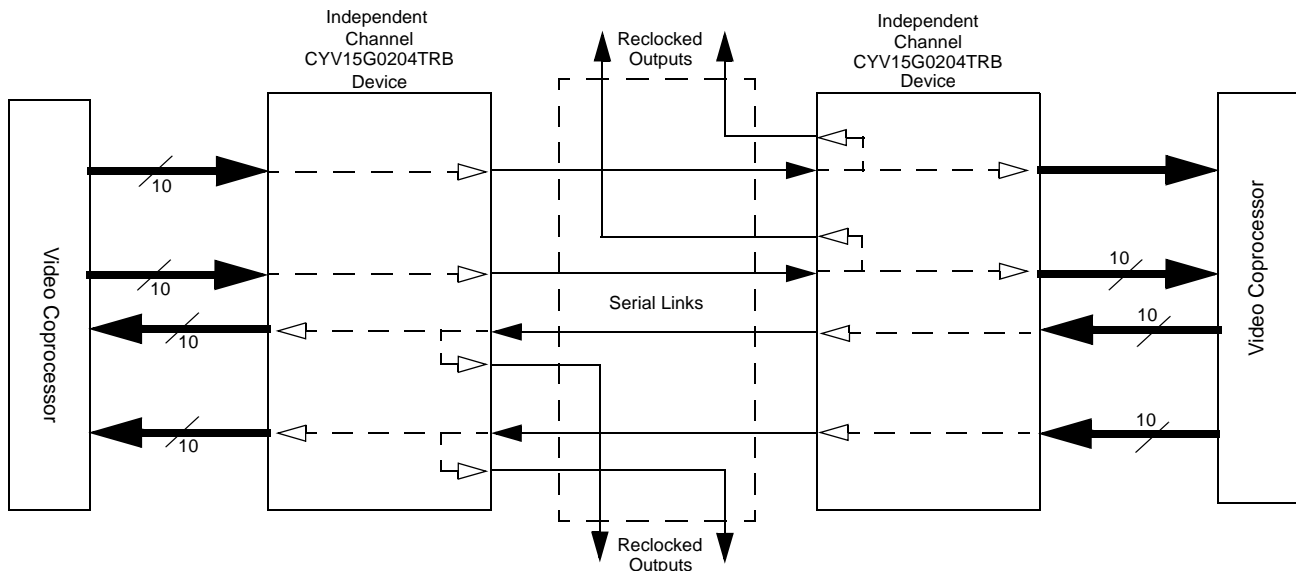 Independent
Channel
CYV15G0204TRB
Device
Reclocked
Outputs
Independent
Channel
CYV15G0204TRB
Device
10
10
10
10
10
10
10
Serial Links
Video Coprocessor
Video Coprocessor
Reclocked
Outputs